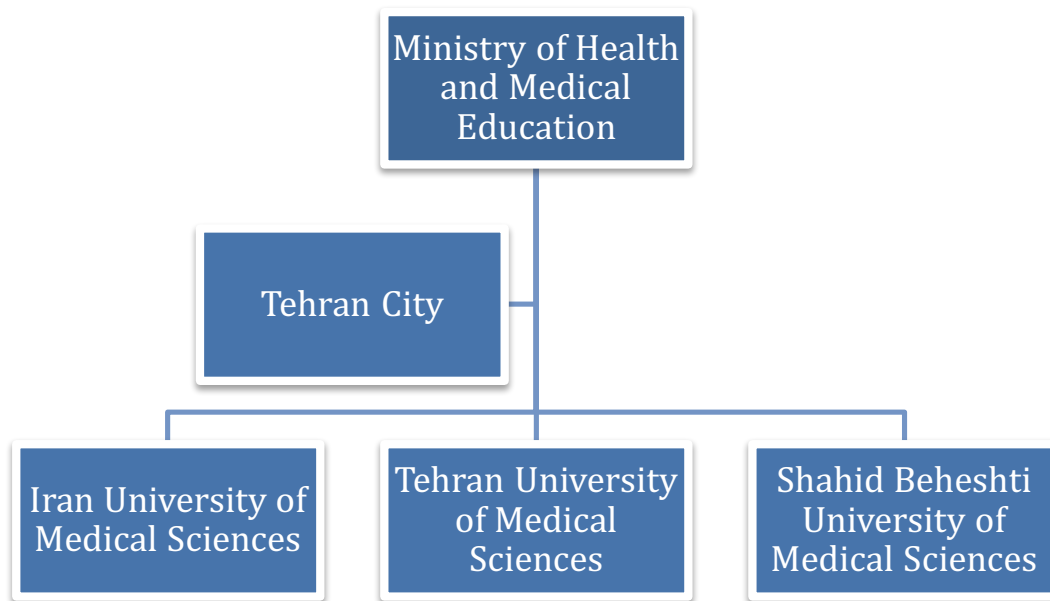 Ministry of Health
and Medical
Education
Tehran City
Iran University of
Medical Sciences
Tehran University
of Medical
Sciences
Shahid Beheshti
University of
Medical Sciences